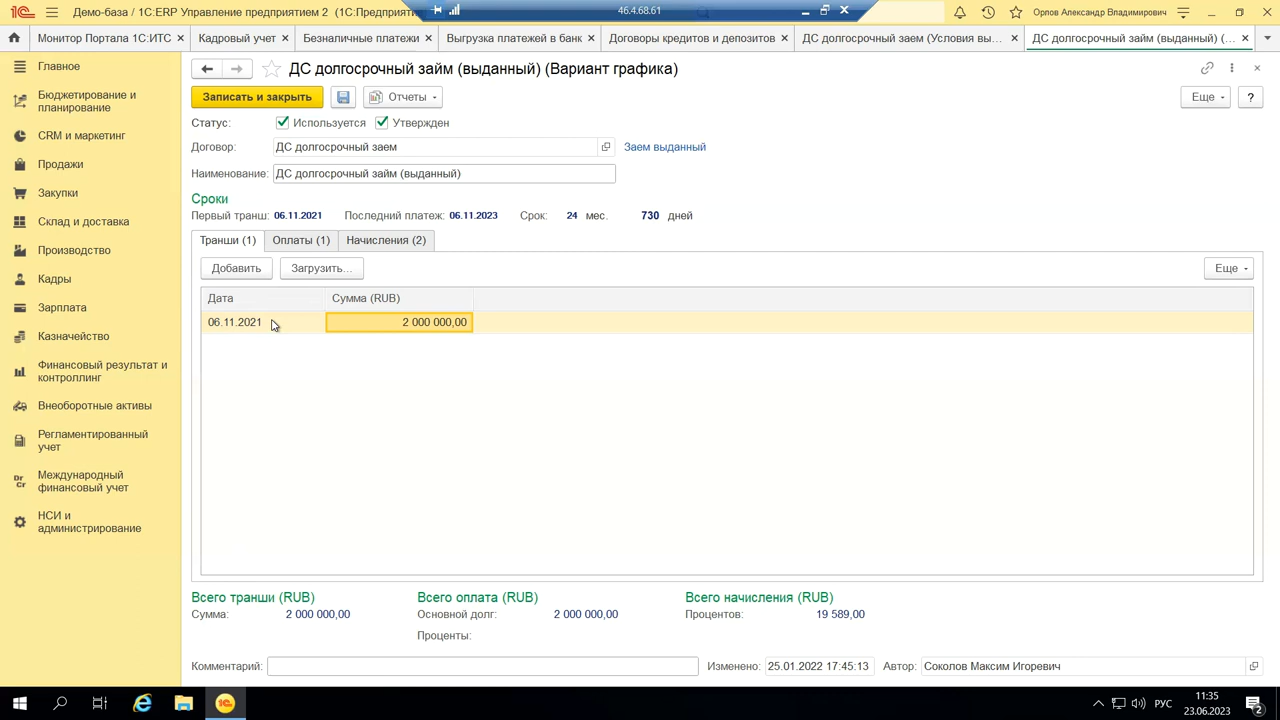 Демо-база / 1С:ERP Управление предприятием 2 (1С:Предприятие
46.4.68.61
Орлов Александр Владимирович
Монитор Портала 1С:ИТС
Кадровый учет
Безналичные платежи
Выгрузка платежей в банк
Договоры кредитов и депозитов
ДС долгосрочный заем (Условия вы...
ДС долгосрочный займ (выданный) (...
Главное
Бюджетирование и
планирование
CRM и маркетинг
Продажи
Закупки
Склад и доставка
Производство
Кадры
Зарплата
Казначейство
Финансовый результат и
контроллинг
Внеоборотные активы
Регламентированный
учет
Dr
Cr
Международный
финансовый учет
НСИ и
администрирование
ДС долгосрочный займ (выданный) (Вариант графика)
Записать и закрыть
Отчеты
Еще
?
Статус:
Используется
Утвержден
Договор:
ДС долгосрочный заем
Заем выданный
Наименование:
ДС долгосрочный займ (выданный)
Сроки
Первый транш: 06.11.2021 Последний платеж: 06.11.2023 Срок: 24 мес. 730 дней
Транши (1)
Оплаты (1)
Начисления (2)
Добавить
Загрузить...
Еще
Дата
Сумма (RUB)
06.11.2021
2 000 000,00
Всего транши (RUB)
Сумма: 2 000 000,00
Всего оплата (RUB)
Основной долг: 2 000 000,00
Проценты:
Всего начисления (RUB)
Процентов: 19 589,00
Комментарий:
Изменено: 25.01.2022 17:45:13
Автор: Соколов Максим Игоревич
РУС
11:35
23.06.2023
2